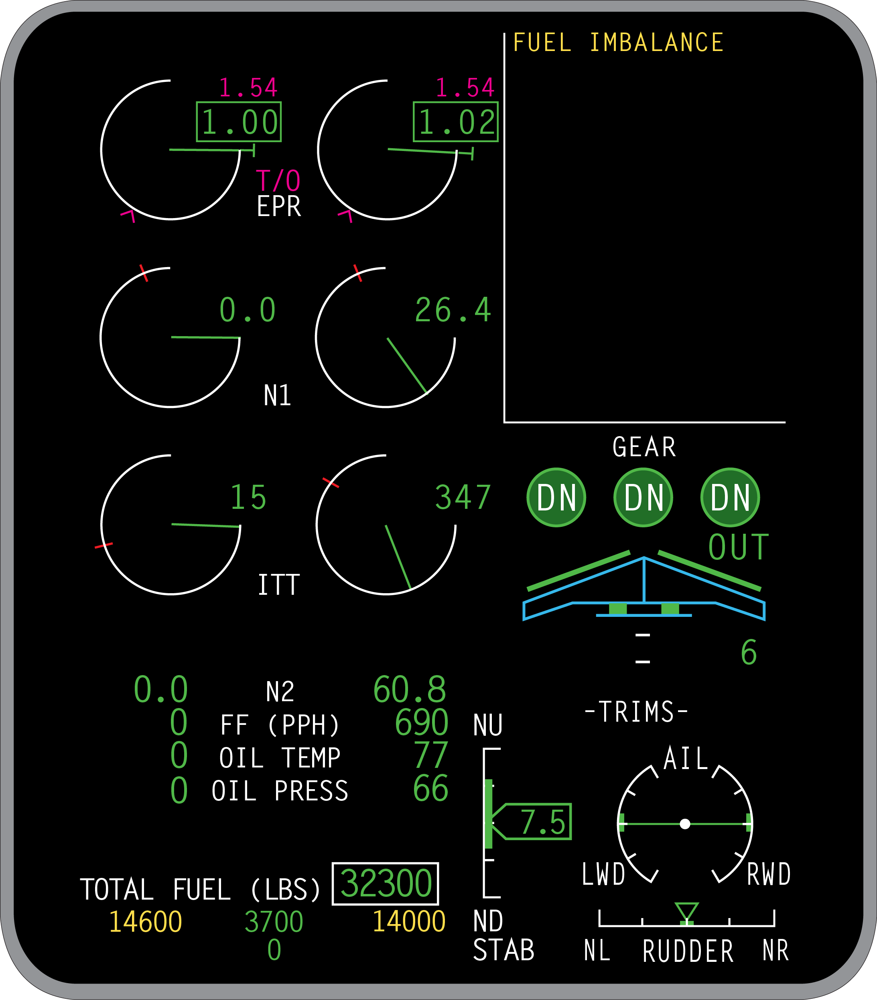 FUEL IMBALANCE
1.54 1.54
1.00 1.02
T/O
EPR
0.0 26.4
N1
GEAR
15 347 DN DN DN
OUT
ITT
6
0.0 N2 60.8
-TRIMS-
0 FF (PPH) 690 NU
0 OIL TEMP 77 AIL
0 OIL PRESS 66
7.5
LWD RWD
TOTAL FUEL (LBS) 32300
14600 3700 14000 ND
0 STAB NL RUDDER NR